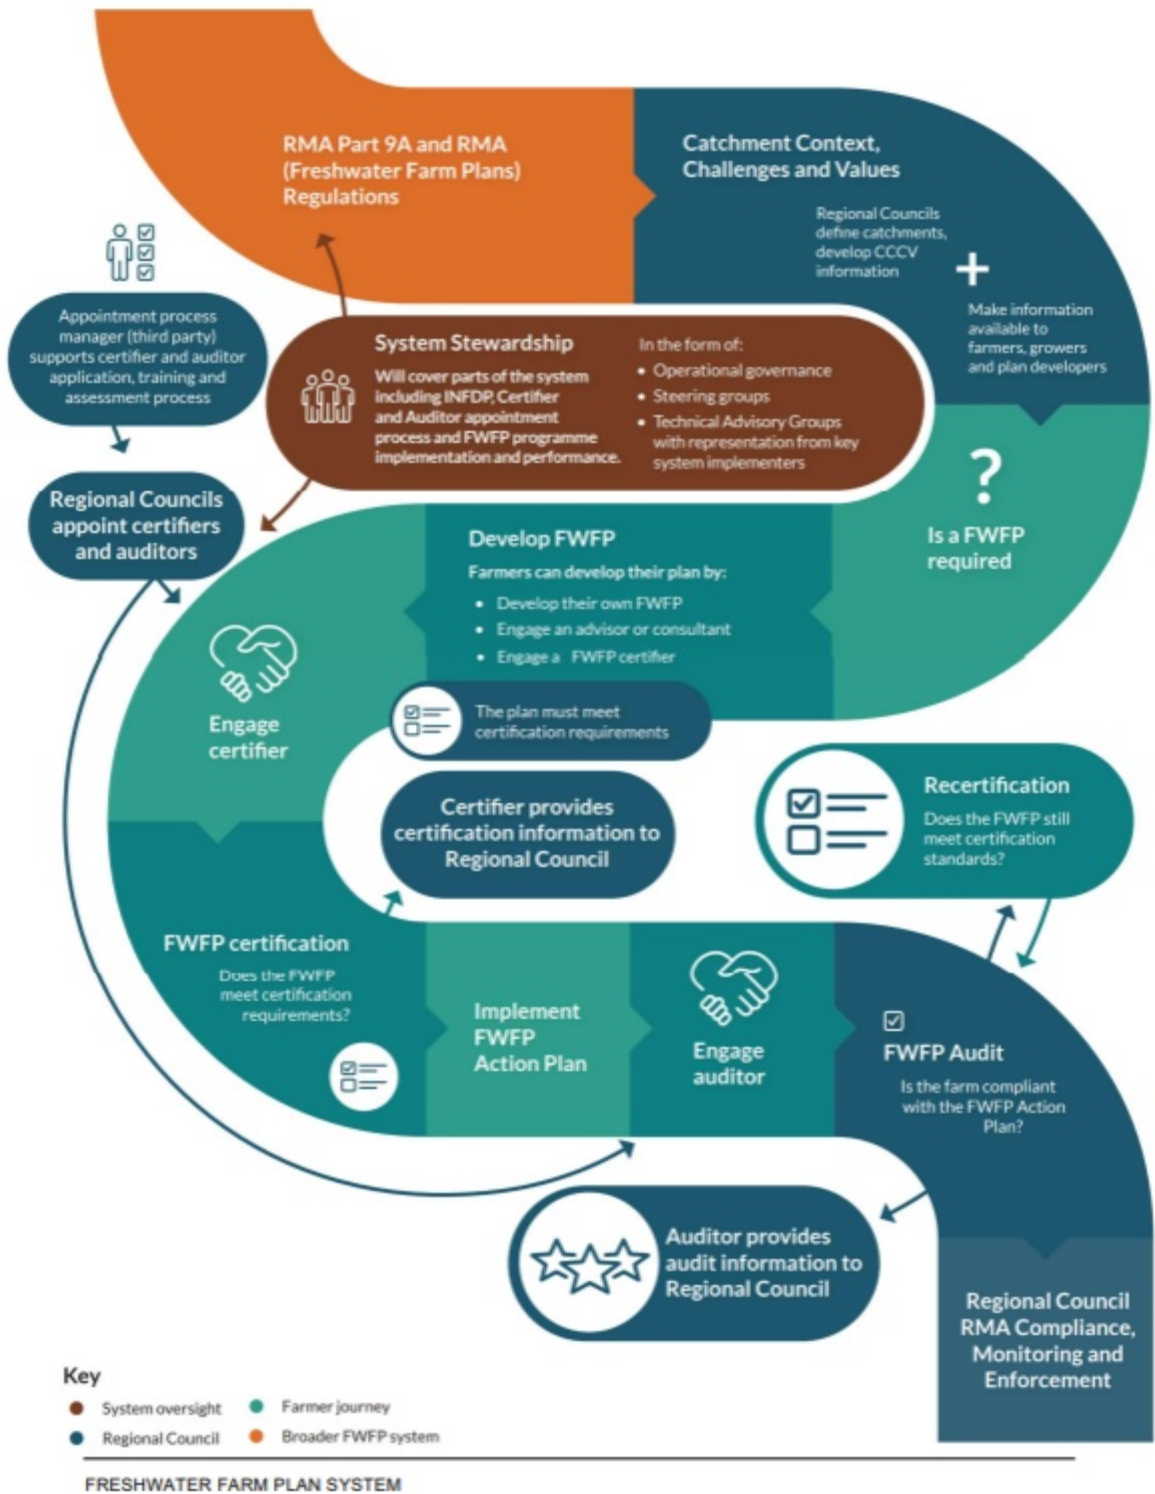 RMA Part 9A and RMA
(Freshwater Farm Plans)
Regulations
Catchment Context,
Challenges and Values
Regional Councils
define catchments,
develop CCCV
information
+
Make information
available to
farmers, growers
and plan developers
Appointment process
manager (third party)
supports certifier and auditor
application, training and
assessment process
System Stewardship
Will cover parts of the system
including INFDP, Certifier
and Auditor appointment
process and FWFP programme
implementation and performance.
In the form of:
• Operational governance
• Steering groups
• Technical Advisory Groups
with representation from key
system implementers
?
Is a FWFP
required
Regional Councils
appoint certifiers
and auditors
Develop FWFP
Farmers can develop their plan by:
• Develop their own FWFP
• Engage an advisor or consultant
• Engage a FWFP certifier
The plan must meet
certification requirements
Engage
certifier
Certifier provides
certification information to
Regional Council
Recertification
Does the FWFP still
meet certification
standards?
FWFP certification
Does the FWFP
meet certification
requirements?
Implement
FWFP
Action Plan
Engage
auditor
FWFP Audit
Is the farm compliant
with the FWFP Action
Plan?
Auditor provides
audit information to
Regional Council
Regional Council
RMA Compliance,
Monitoring and
Enforcement
Key
System oversight
Farmer journey
Regional Council
Broader FWFP system
FRESHWATER FARM PLAN SYSTEM